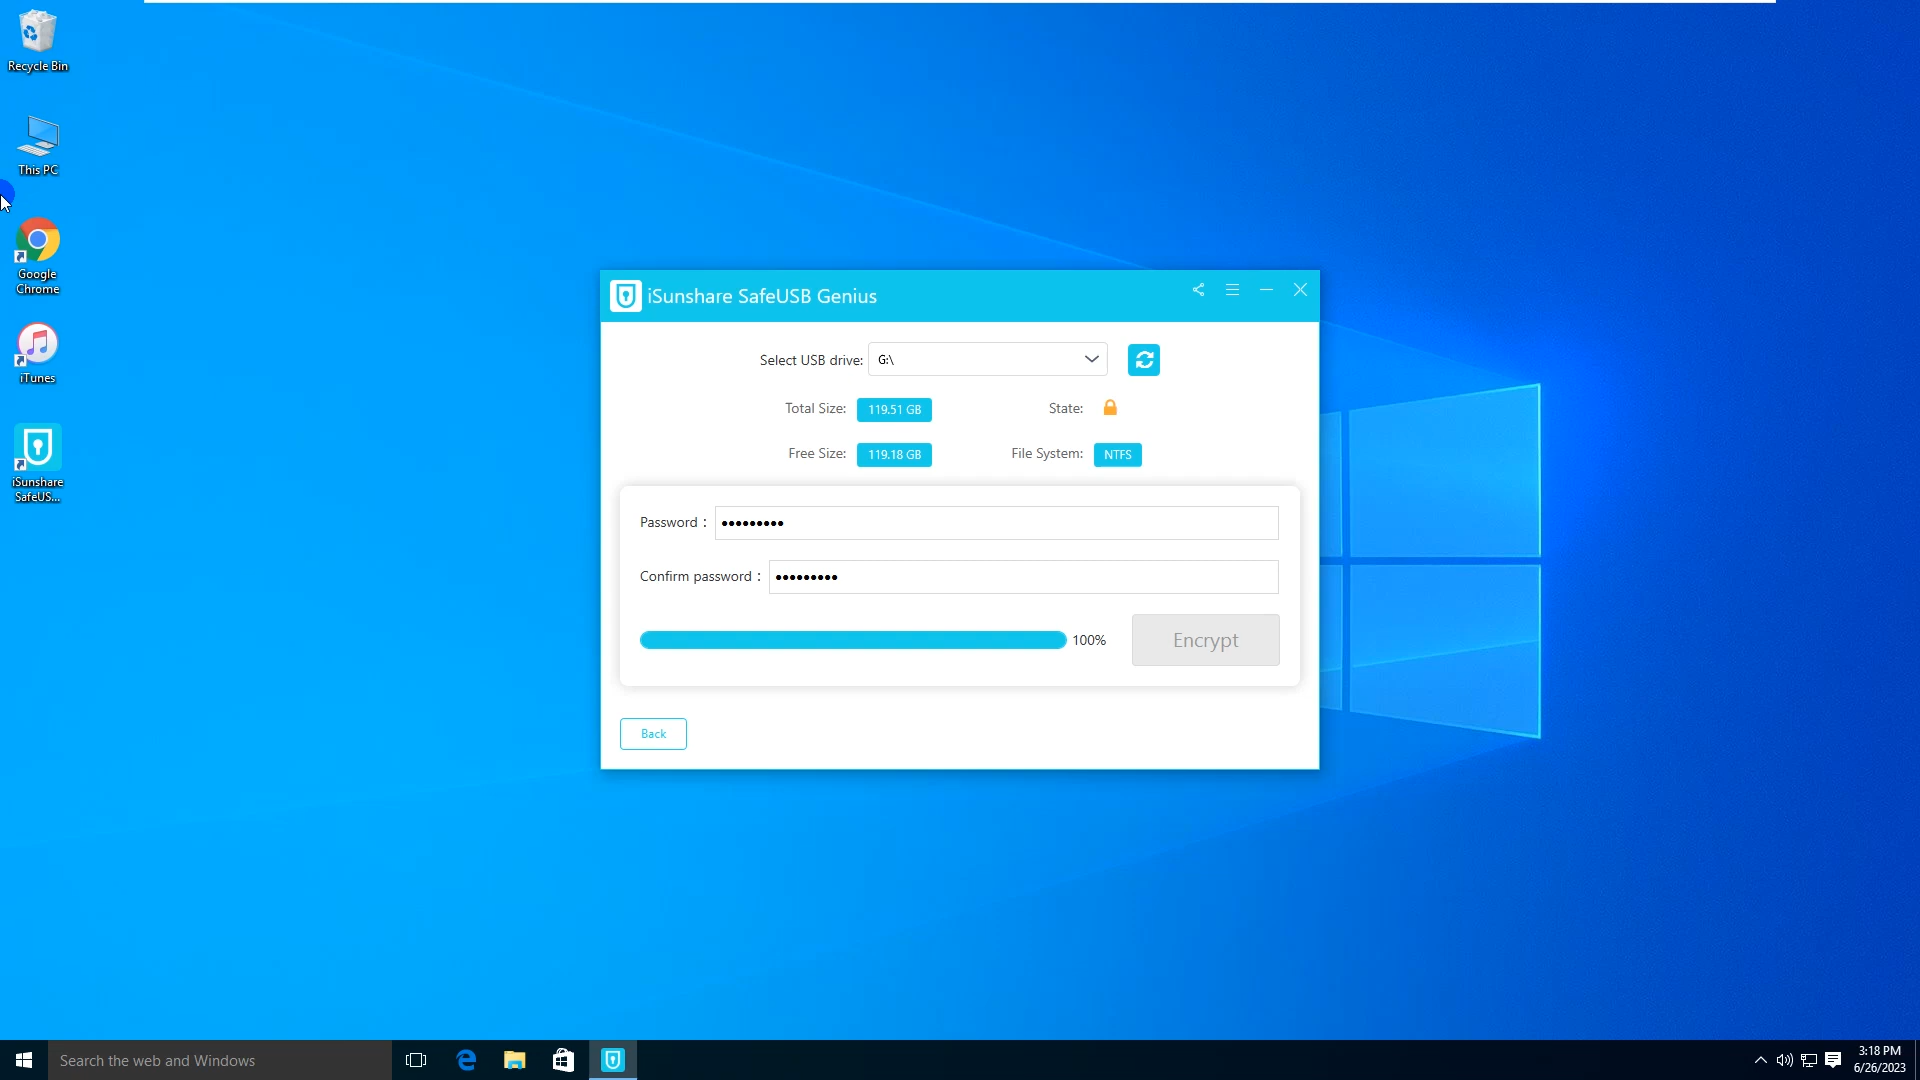 Recycle Bin
This PC
Google
Chrome
iTunes
iSunshare
SafeUS...
iSunshare SafeUSB Genius
Select USB drive: G:\
Total Size: 119.51 GB State:
Free Size: 119.18 GB File System: NTFS
Password : •••••••••
Confirm password : •••••••••
100% Encrypt
Back
Search the web and Windows
3:18 PM
6/26/2023